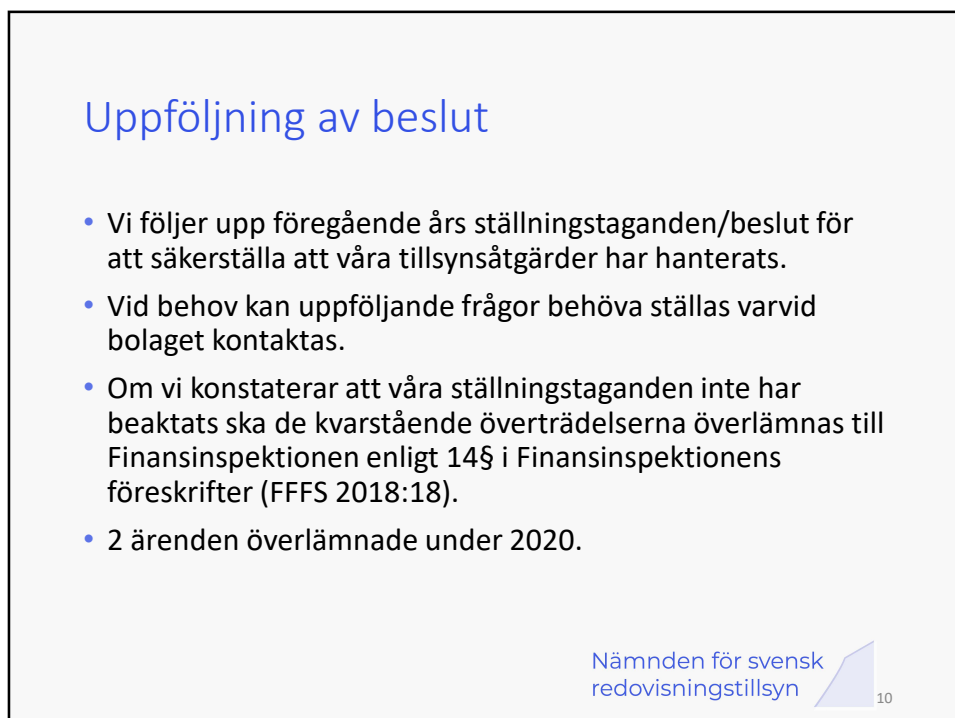 Uppföljning av beslut
• Vi följer upp föregående års ställningstaganden/beslut för
att säkerställa att våra tillsynsåtgärder har hanterats.
• Vid behov kan uppföljande frågor behöva ställas varvid
bolaget kontaktas.
• Om vi konstaterar att våra ställningstaganden inte har
beaktats ska de kvarstående överträdelserna överlämnas till
Finansinspektionen enligt 14§ i Finansinspektionens
föreskrifter (FFFS 2018:18).
• 2 ärenden överlämnade under 2020.
Nämnden för svensk
redovisningstillsyn
10